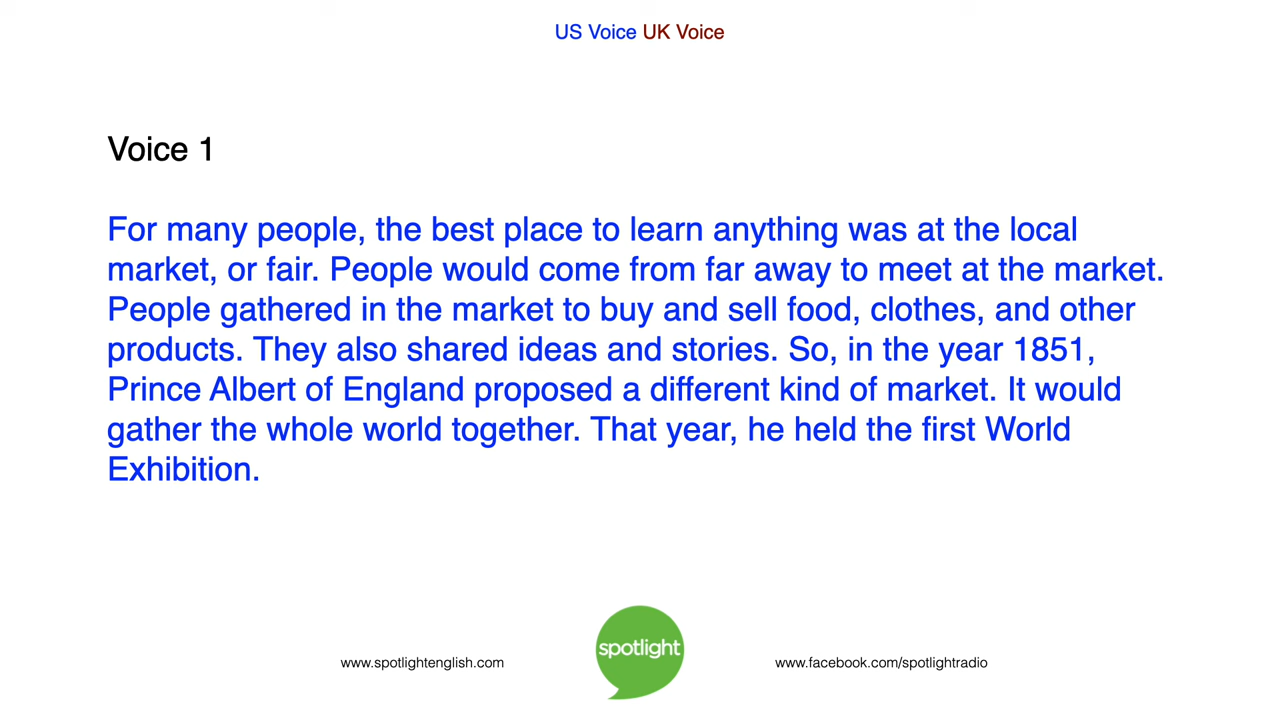 US Voice UK Voice
Voice 1
For many people, the best place to learn anything was at the local
market, or fair. People would come from far away to meet at the market.
People gathered in the market to buy and sell food, clothes, and other
products. They also shared ideas and stories. So, in the year 1851,
Prince Albert of England proposed a different kind of market. It would
gather the whole world together. That year, he held the first World
Exhibition.
www.spotlightenglish.com
spotlight
www.facebook.com/spotlightradio